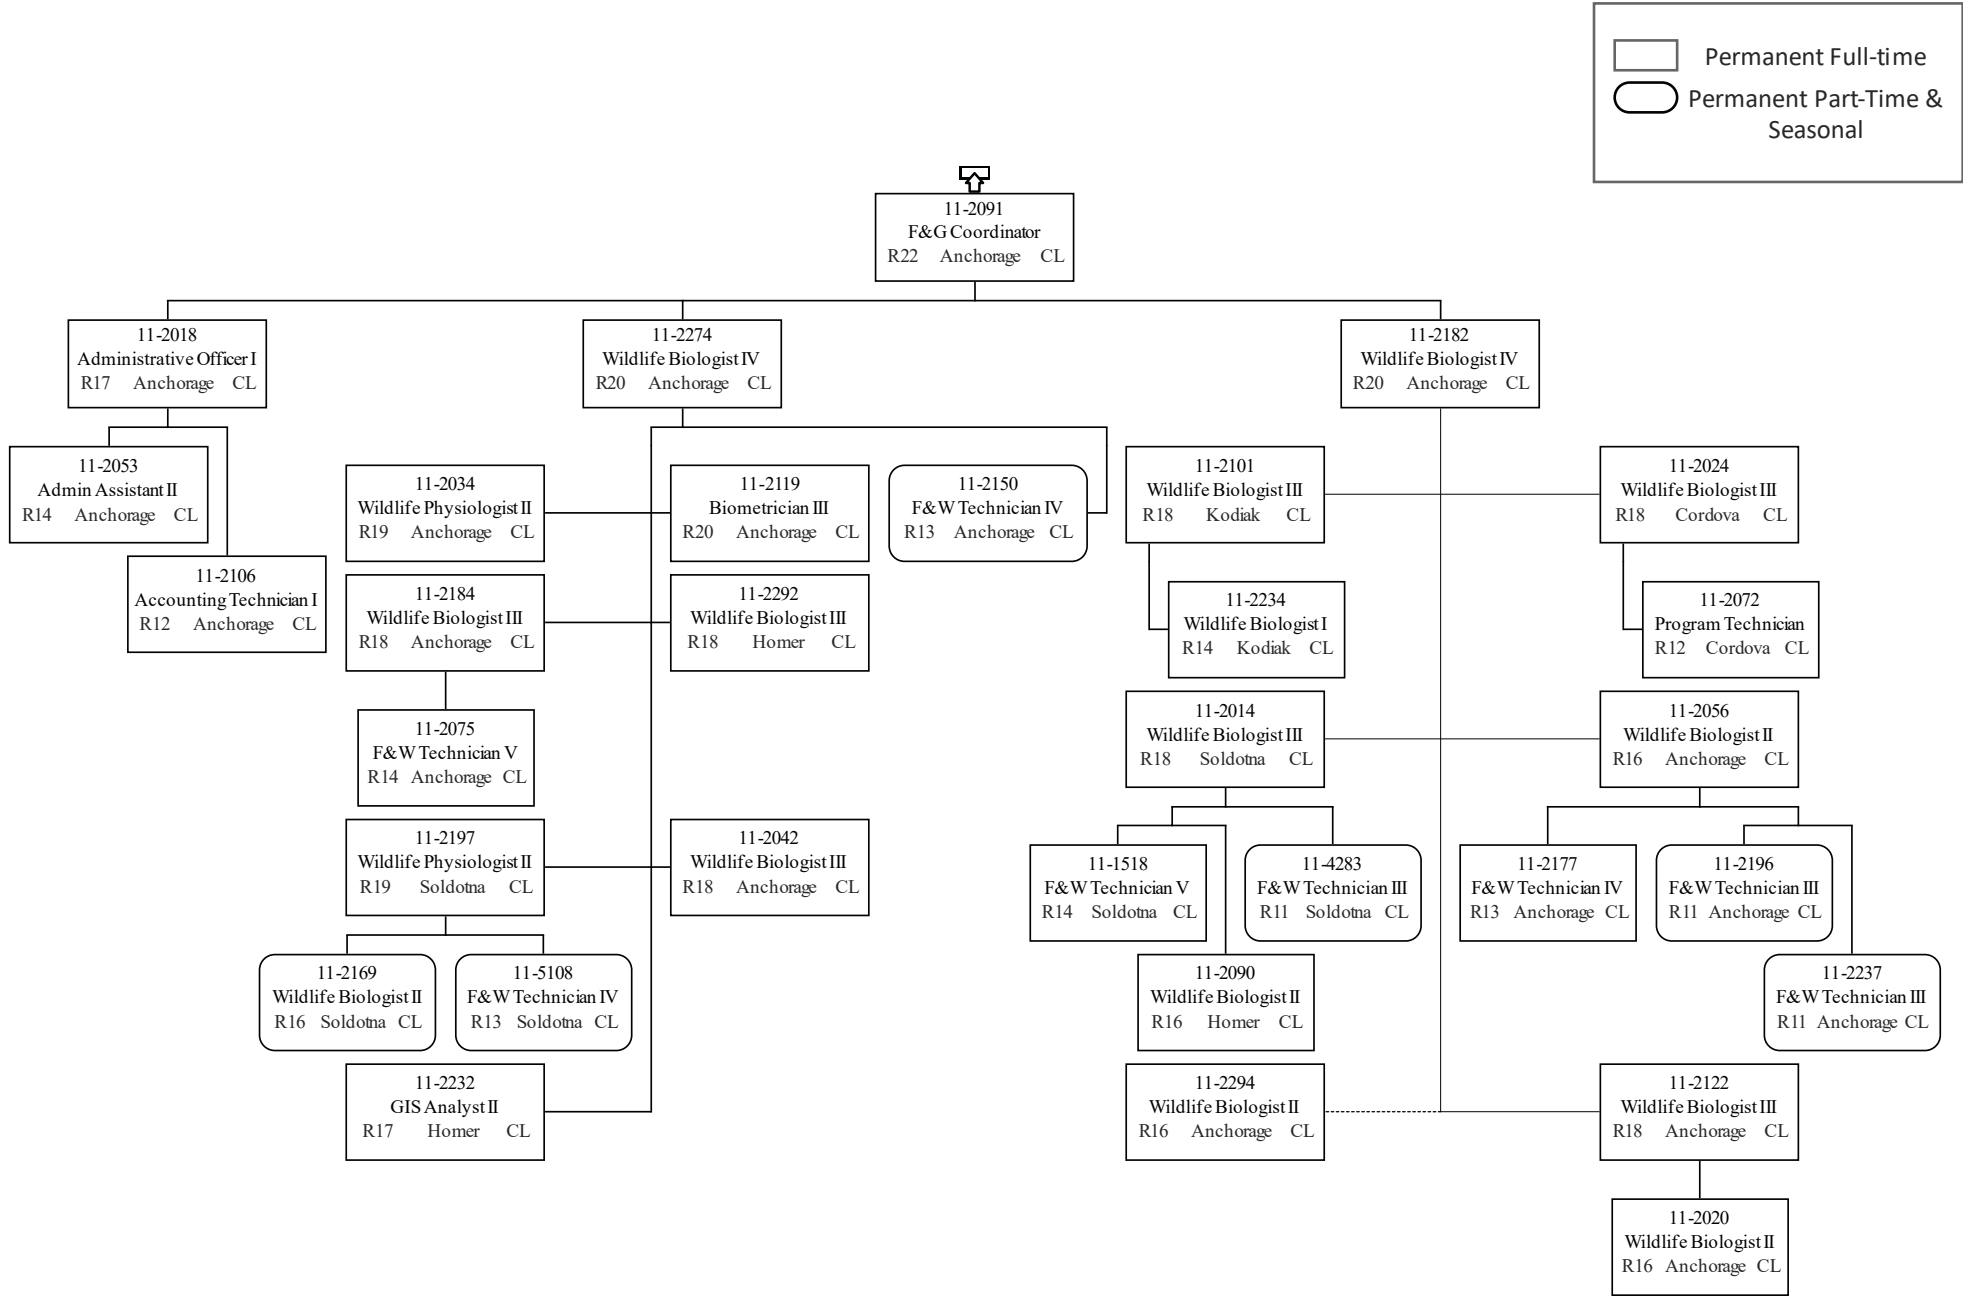 Permanent Full-time
Permanent Part-Time &
Seasonal
11-2091
F&G Coordinator
R22 Anchorage CL
11-2018
Administrative Officer I
R17 Anchorage CL
11-2274
Wildlife Biologist IV
R20 Anchorage CL
11-2182
Wildlife Biologist IV
R20 Anchorage CL
11-2053
Admin Assistant II
R14 Anchorage CL
11-2106
Accounting Technician I
R12 Anchorage CL
11-2034
Wildlife Physiologist II
R19 Anchorage CL
11-2119
Biometrician III
R20 Anchorage CL
11-2150
F&W Technician IV
R13 Anchorage CL
11-2184
Wildlife Biologist III
R18 Anchorage CL
11-2292
Wildlife Biologist III
R18 Homer CL
11-2075
F&W Technician V
R14 Anchorage CL
11-2197
Wildlife Physiologist II
R19 Soldotna CL
11-2042
Wildlife Biologist III
R18 Anchorage CL
11-2169
Wildlife Biologist II
R16 Soldotna CL
11-5108
F&W Technician IV
R13 Soldotna CL
11-2232
GIS Analyst II
R17 Homer CL
11-2101
Wildlife Biologist III
R18 Kodiak CL
11-2024
Wildlife Biologist III
R18 Cordova CL
11-2234
Wildlife Biologist I
R14 Kodiak CL
11-2072
Program Technician
R12 Cordova CL
11-2014
Wildlife Biologist III
R18 Soldotna CL
11-2056
Wildlife Biologist II
R16 Anchorage CL
11-1518
F&W Technician V
R14 Soldotna CL
11-4283
F&W Technician III
R11 Soldotna CL
11-2177
F&W Technician IV
R13 Anchorage CL
11-2196
F&W Technician III
R11 Anchorage CL
11-2090
Wildlife Biologist II
R16 Homer CL
11-2237
F&W Technician III
R11 Anchorage CL
11-2294
Wildlife Biologist II
R16 Anchorage CL
11-2122
Wildlife Biologist III
R18 Anchorage CL
11-2020
Wildlife Biologist II
R16 Anchorage CL